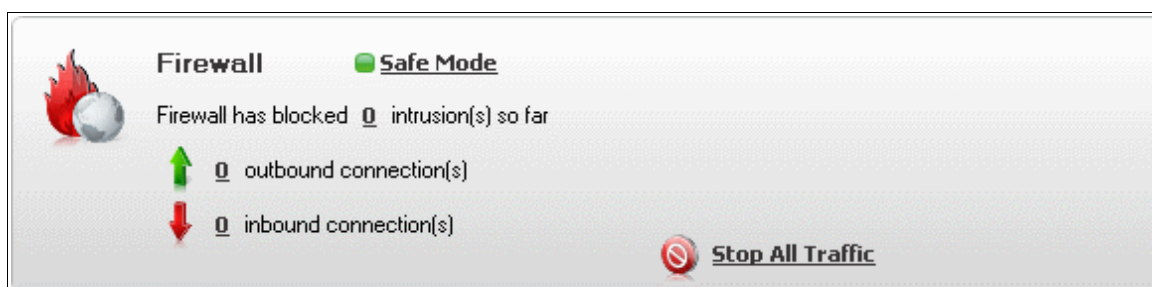 Firewall Safe Mode
Firewall has blocked 0 intrusion(s) so far
0 outbound connection(s)
0 inbound connection(s)
Stop All Traffic